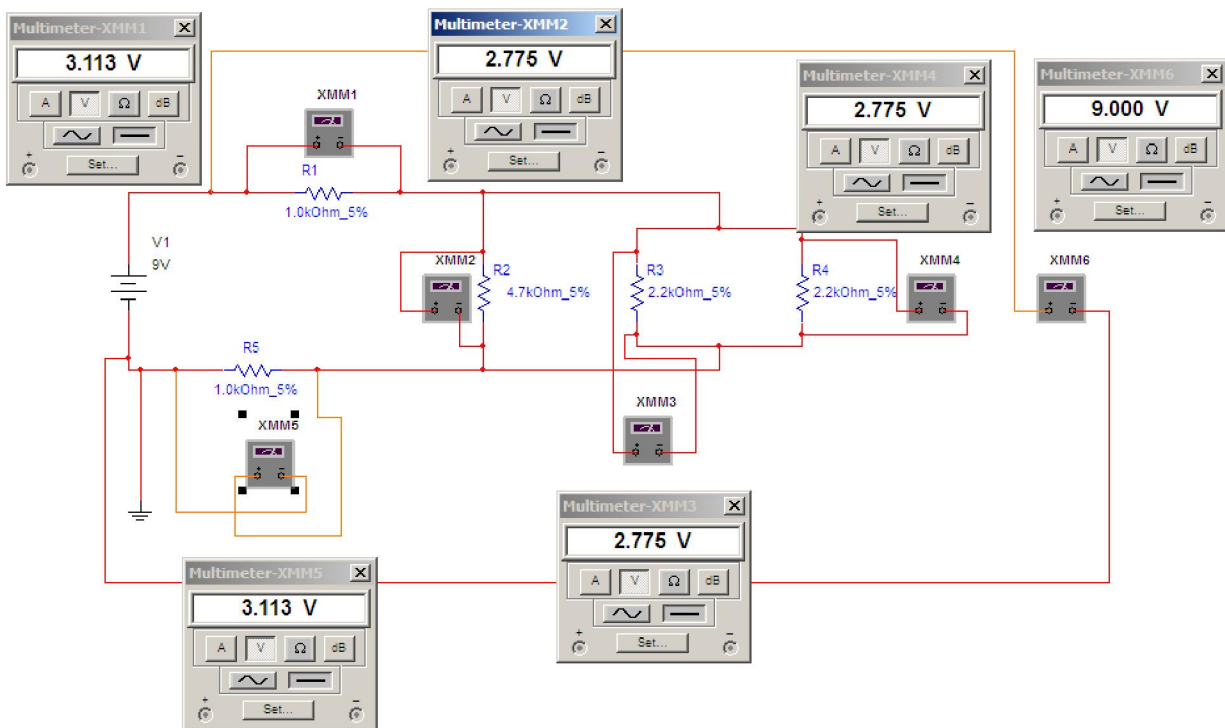 Multimeter-XMM1 X
3.113 V
A V Ω dB
+ Set... −
Multimeter-XMM2 X
2.775 V
A V Ω dB
+ Set... −
Multimeter-XMM4 X
2.775 V
A V Ω dB
+ Set... −
Multimeter-XMM6 X
9.000 V
A V Ω dB
+ Set... −
XMM1
+ −
R1
1.0kOhm_5%
V1
9V
XMM2
+ −
R2
4.7kOhm_5%
R3
2.2kOhm_5%
R4
2.2kOhm_5%
XMM4
+ −
XMM6
+ −
R5
1.0kOhm_5%
XMM5
+ −
XMM3
+ −
Multimeter-XMM3 X
2.775 V
A V Ω dB
+ Set... −
Multimeter-XMM5 X
3.113 V
A V Ω dB
+ Set... −